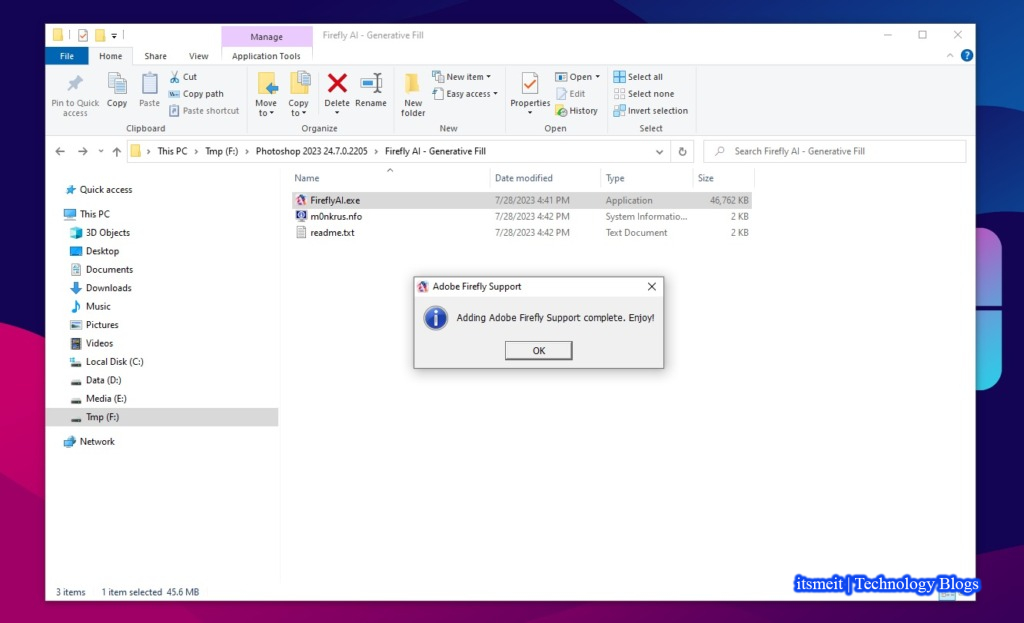 Manage
Firefly AI - Generative Fill
File
Home
Share
View
Application Tools
Pin to Quick access
Copy
Paste
Cut
Copy path
Paste shortcut
Clipboard
Move to
Copy to
Delete
Rename
Organize
New folder
New item
Easy access
New
Properties
Open
Edit
History
Open
Select all
Select none
Invert selection
Select
This PC > Tmp (F:) > Photoshop 2023 24.7.0.2205 > Firefly AI - Generative Fill
Search Firefly AI - Generative Fill
Name Date modified Type Size
FireflyAI.exe 7/28/2023 4:41 PM Application 46,762 KB
m0nkrus.nfo 7/28/2023 4:42 PM System Informatio... 2 KB
readme.txt 7/28/2023 4:42 PM Text Document 2 KB
Quick access
This PC
3D Objects
Desktop
Documents
Downloads
Music
Pictures
Videos
Local Disk (C:)
Data (D:)
Media (E:)
Tmp (F:)
Network
Adobe Firefly Support
Adding Adobe Firefly Support complete. Enjoy!
OK
3 items 1 item selected 45.6 MB
itsmeit | Technology Blogs